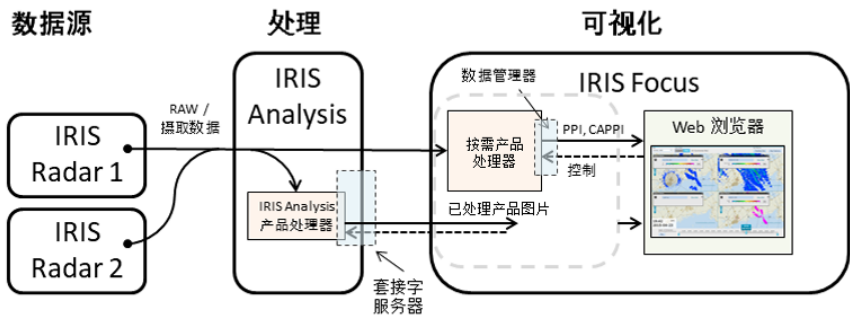 数据源
处理
可视化
IRIS
Radar 1
IRIS
Radar 2
RAW /
摄取数据
IRIS
Analysis
IRIS Analysis
产品处理器
套接字
服务器
IRIS Focus
数据管理器
按需产品
处理器
PPI, CAPPI
控制
已处理产品图片
Web 浏览器